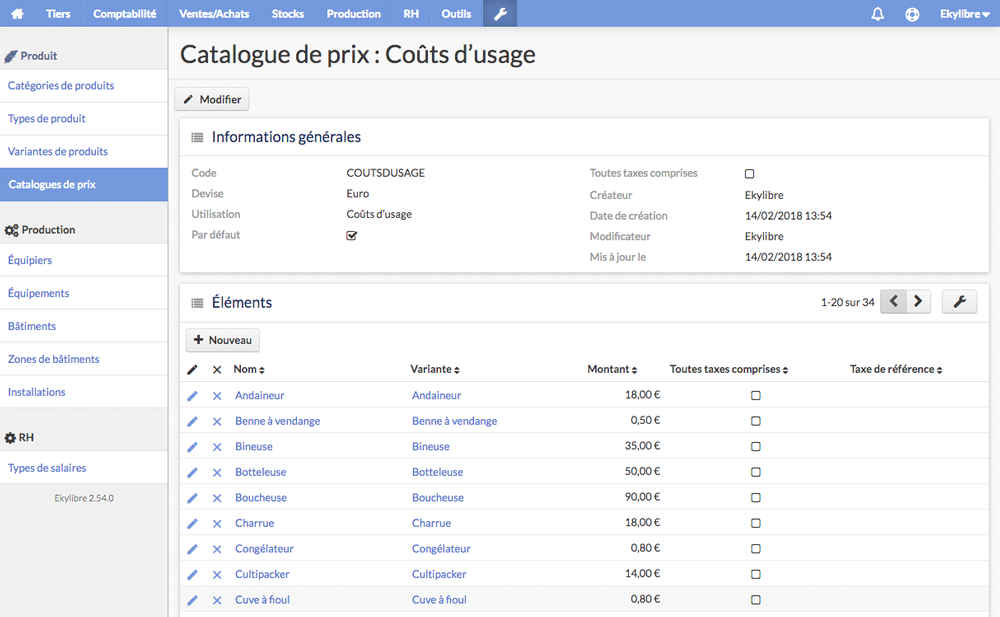 Tiers Comptabilité Ventes/Achats Stocks Production RH Outils Ekylibre
Produit
Catégories de produits
Types de produit
Variantes de produits
Catalogues de prix
Production
Équipiers
Équipements
Bâtiments
Zones de bâtiments
Installations
RH
Types de salaires
Ekylibre 2.54.0
Catalogue de prix : Coûts d’usage
Modifier
Informations générales
Code COUTSDUSAGE
Devise Euro
Utilisation Coûts d’usage
Par défaut
Toutes taxes comprises
Créateur Ekylibre
Date de création 14/02/2018 13:54
Modificateur Ekylibre
Mis à jour le 14/02/2018 13:54
Éléments 1-20 sur 34
Nouveau
Nom Variante Montant Toutes taxes comprises Taxe de référence
Andaineur Andaineur 18,00 €
Benne à vendange Benne à vendange 0,50 €
Bineuse Bineuse 35,00 €
Botteleuse Botteleuse 50,00 €
Boucheuse Boucheuse 90,00 €
Charrue Charrue 18,00 €
Congélateur Congélateur 0,80 €
Cultipacker Cultipacker 14,00 €
Cuve à fioul Cuve à fioul 0,80 €